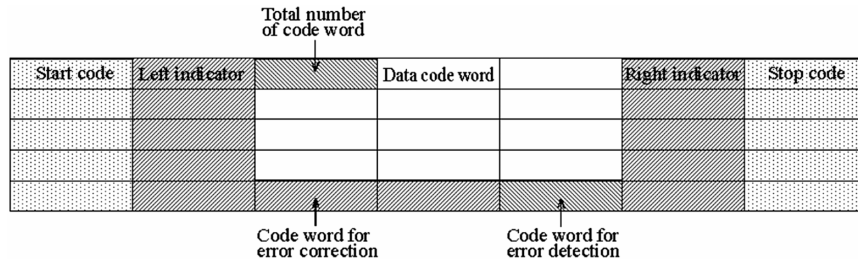 Total number
of code word
Start code
Left indicator
Data code word
Right indicator
Stop code
Code word for
error correction
Code word for
error detection